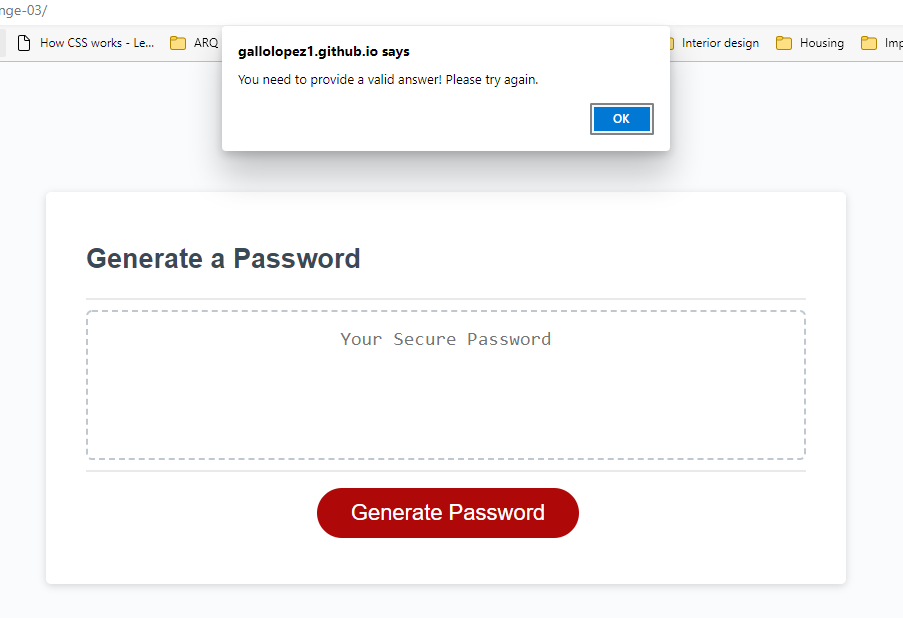 nge-03/
How CSS works - Le... ARQ Interior design Housing Imp
gallolopez1.github.io says
You need to provide a valid answer! Please try again.
OK
Generate a Password
Your Secure Password
Generate Password